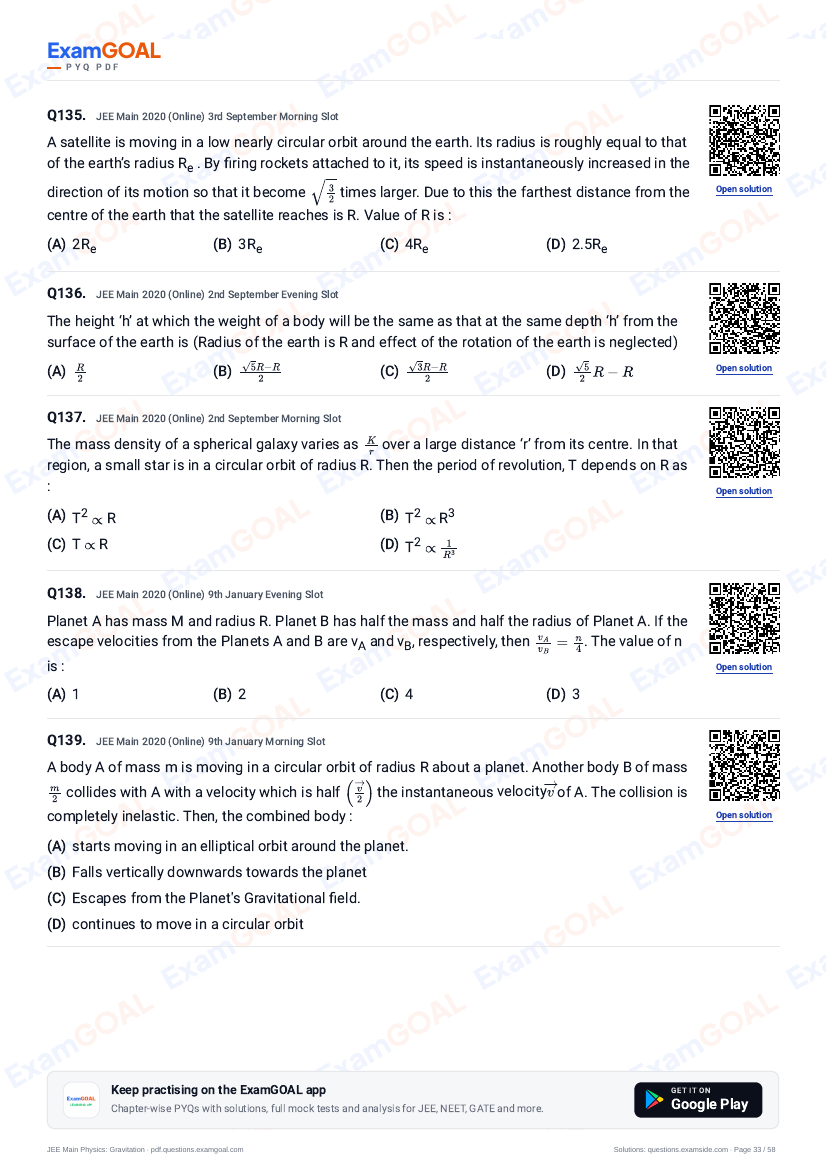 ExamGOAL
PYQ PDF
Q135. JEE Main 2020 (Online) 3rd September Morning Slot
A satellite is moving in a low nearly circular orbit around the earth. Its radius is roughly equal to that
of the earth's radius Rₑ . By firing rockets attached to it, its speed is instantaneously increased in the
direction of its motion so that it become √(3/2) times larger. Due to this the farthest distance from the
centre of the earth that the satellite reaches is R. Value of R is :
(A) 2Rₑ (B) 3Rₑ (C) 4Rₑ (D) 2.5Rₑ
Open solution
Q136. JEE Main 2020 (Online) 2nd September Evening Slot
The height ‘h’ at which the weight of a body will be the same as that at the same depth ‘h’ from the
surface of the earth is (Radius of the earth is R and effect of the rotation of the earth is neglected)
(A) R/2 (B) (√5R−R)/2 (C) (√3R−R)/2 (D) √5/2 R − R
Open solution
Q137. JEE Main 2020 (Online) 2nd September Morning Slot
The mass density of a spherical galaxy varies as K/r over a large distance ‘r’ from its centre. In that
region, a small star is in a circular orbit of radius R. Then the period of revolution, T depends on R as
:
(A) T² ∝ R (B) T² ∝ R³
(C) T ∝ R (D) T² ∝ 1/R³
Open solution
Q138. JEE Main 2020 (Online) 9th January Evening Slot
Planet A has mass M and radius R. Planet B has half the mass and half the radius of Planet A. If the
escape velocities from the Planets A and B are v_A and v_B, respectively, then v_A/v_B = n/4. The value of n
is :
(A) 1 (B) 2 (C) 4 (D) 3
Open solution
Q139. JEE Main 2020 (Online) 9th January Morning Slot
A body A of mass m is moving in a circular orbit of radius R about a planet. Another body B of mass
m/2 collides with A with a velocity which is half (v⃗/2) the instantaneous velocity v⃗ of A. The collision is
completely inelastic. Then, the combined body :
(A) starts moving in an elliptical orbit around the planet.
(B) Falls vertically downwards towards the planet
(C) Escapes from the Planet's Gravitational field.
(D) continues to move in a circular orbit
Open solution
ExamGOAL
Keep practising on the ExamGOAL app
Chapter-wise PYQs with solutions, full mock tests and analysis for JEE, NEET, GATE and more.
GET IT ON
Google Play
JEE Main Physics: Gravitation · pdf.questions.examgoal.com
Solutions: questions.examside.com · Page 33 / 58